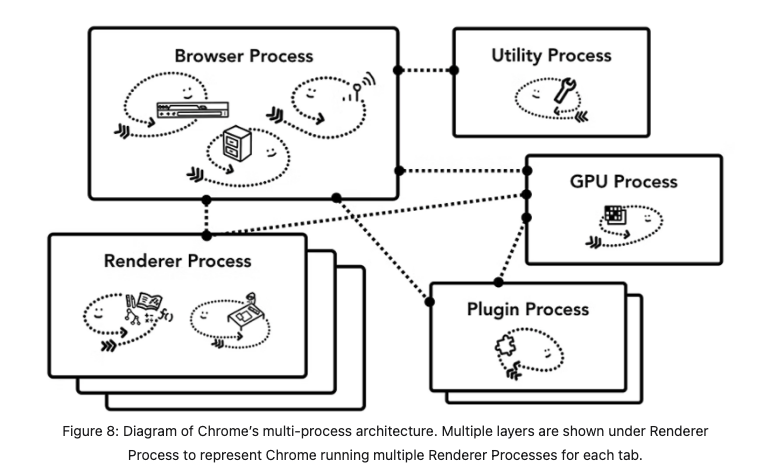 Browser Process
Utility Process
GPU Process
Renderer Process
f()
Plugin Process
Figure 8: Diagram of Chrome's multi-process architecture. Multiple layers are shown under Renderer
Process to represent Chrome running multiple Renderer Processes for each tab.